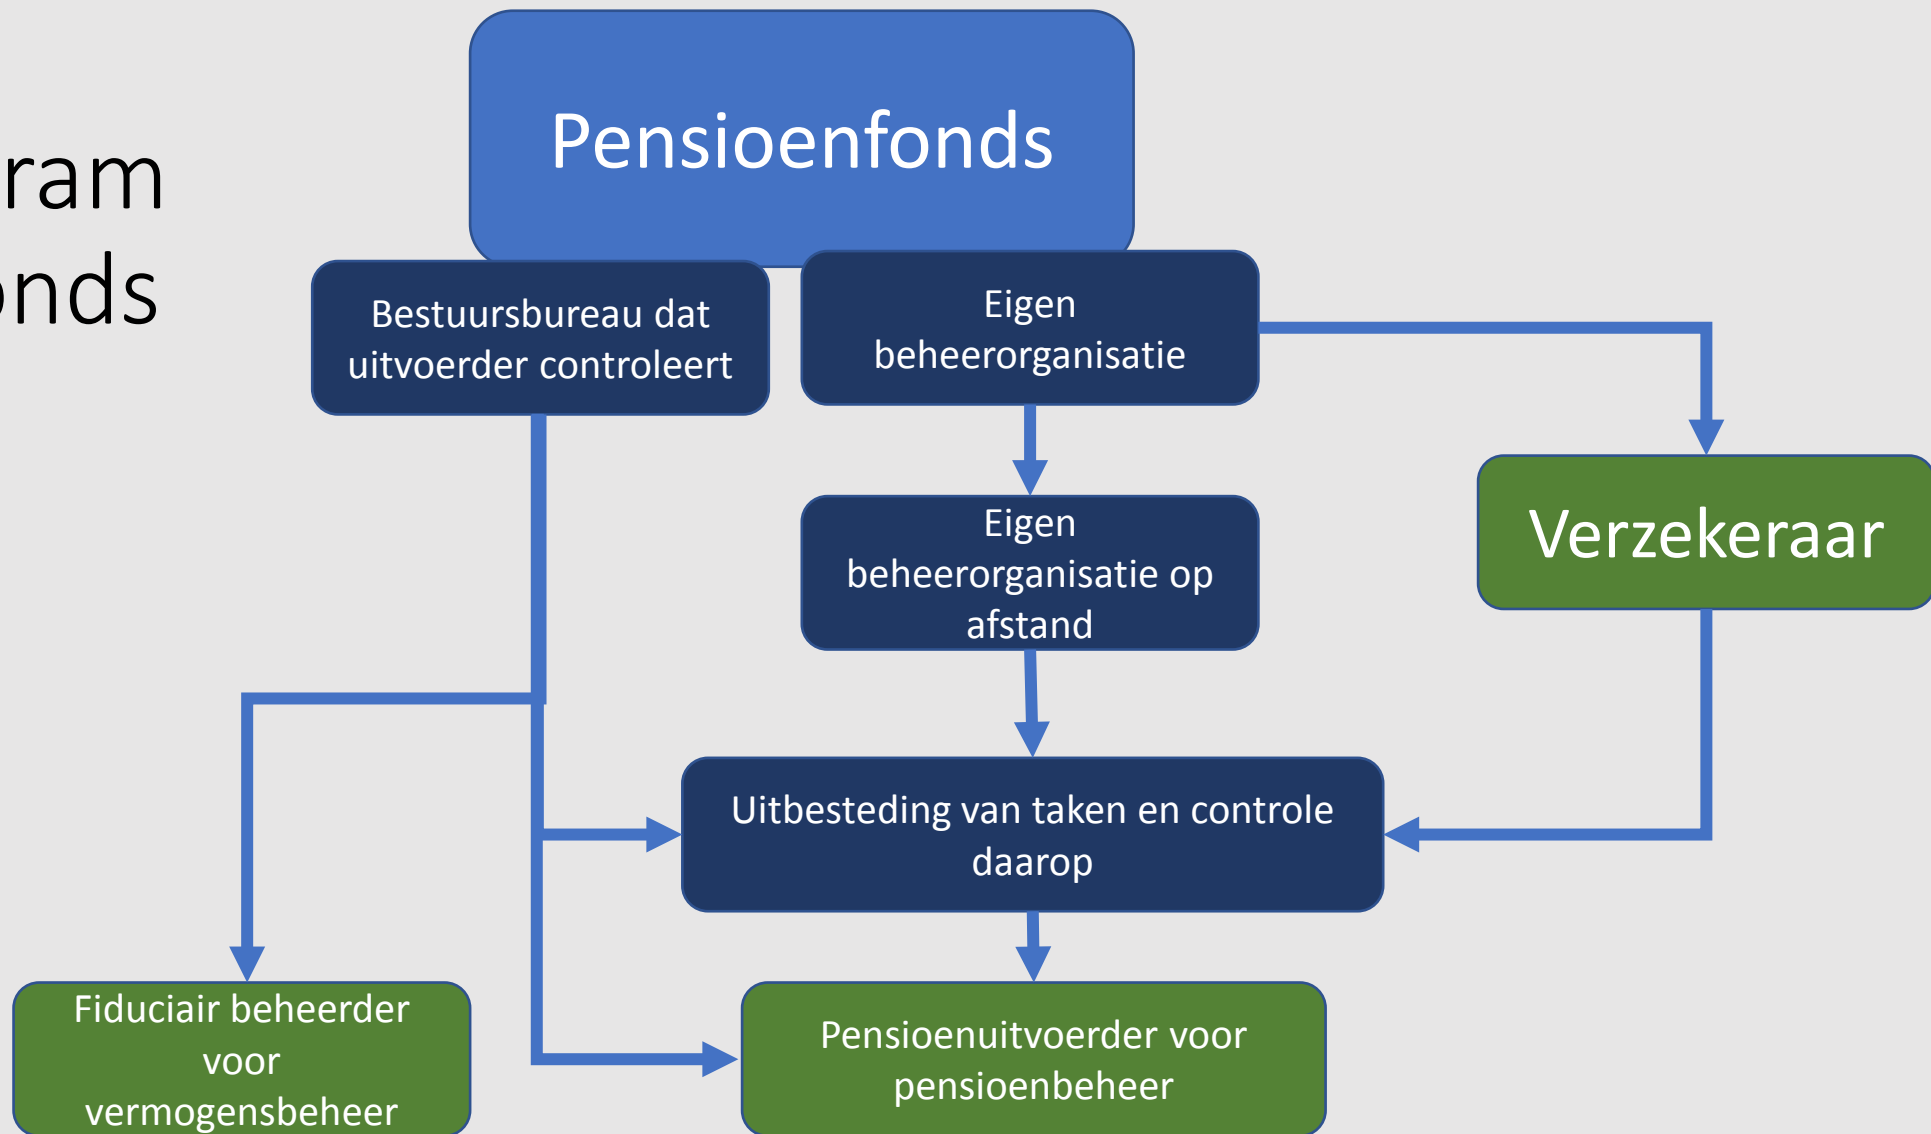 Pensioenfonds
ram
onds
Bestuursbureau dat
uitvoerder controleert
Eigen
beheerorganisatie
Eigen
beheerorganisatie op
afstand
Verzekeraar
Uitbesteding van taken en controle
daarop
Fiduciair beheerder
voor
vermogensbeheer
Pensioenuitvoerder voor
pensioenbeheer